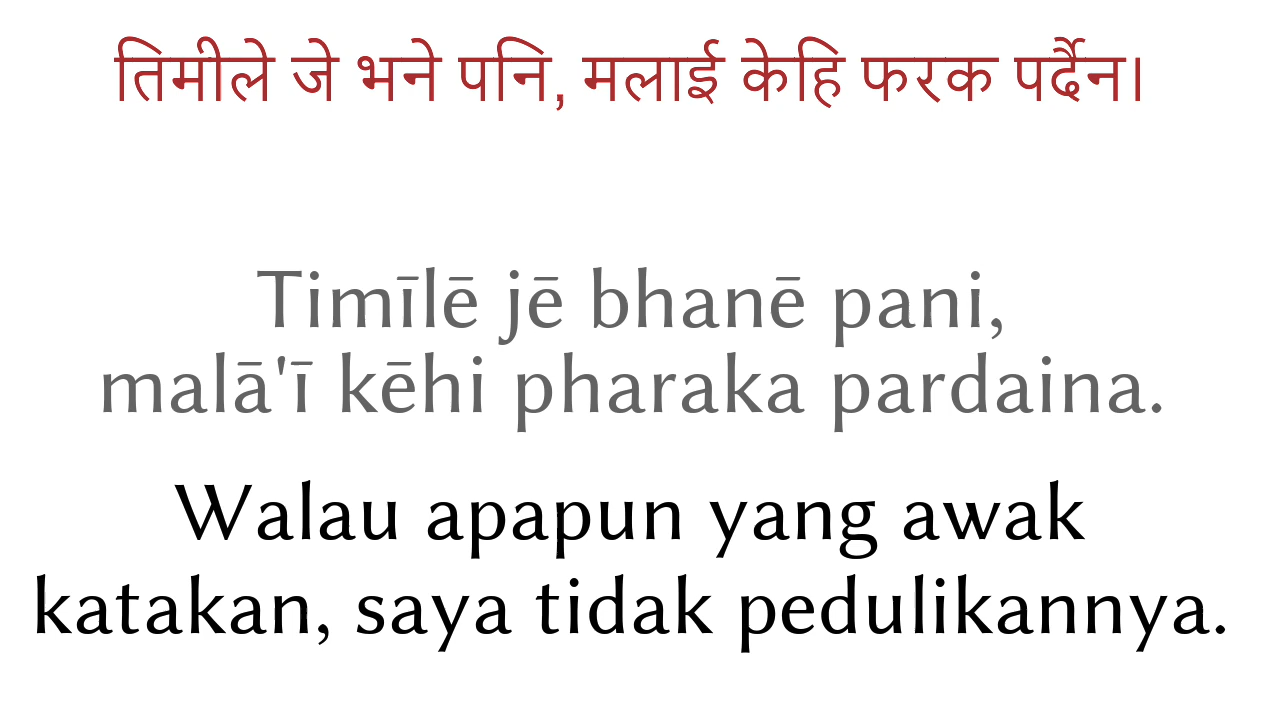 तिमीले जे भने पनि, मलाई केहि फरक पर्दैन।
Timīlē jē bhanē pani,
malā'ī kēhi pharaka pardaina.
Walau apapun yang awak
katakan, saya tidak pedulikannya.